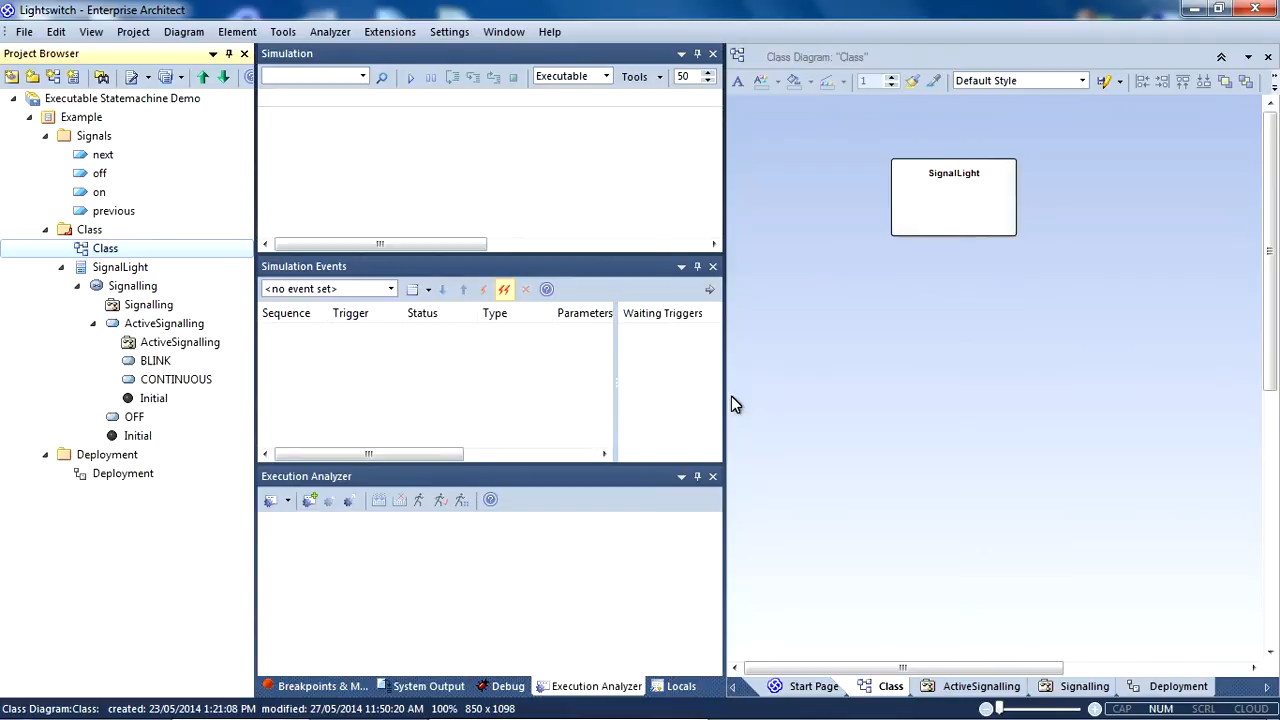 Lightswitch - Enterprise Architect
File Edit View Project Diagram Element Tools Analyzer Extensions Settings Window Help
Project Browser
Executable Statemachine Demo
Example
Signals
next
off
on
previous
Class
Class
SignalLight
Signalling
Signalling
ActiveSignalling
ActiveSignalling
BLINK
CONTINUOUS
Initial
OFF
Initial
Deployment
Deployment
Simulation
Executable Tools 50
Simulation Events
<no event set>
Sequence Trigger Status Type Parameters Waiting Triggers
Execution Analyzer
Breakpoints & M... System Output Debug Execution Analyzer Locals
Class Diagram: "Class"
A 1 Default Style
SignalLight
Start Page Class ActiveSignalling Signalling Deployment
Class Diagram:Class: created: 23/05/2014 1:21:08 PM modified: 27/05/2014 11:50:20 AM 100% 850 x 1098 CAP NUM SCRL CLOUD